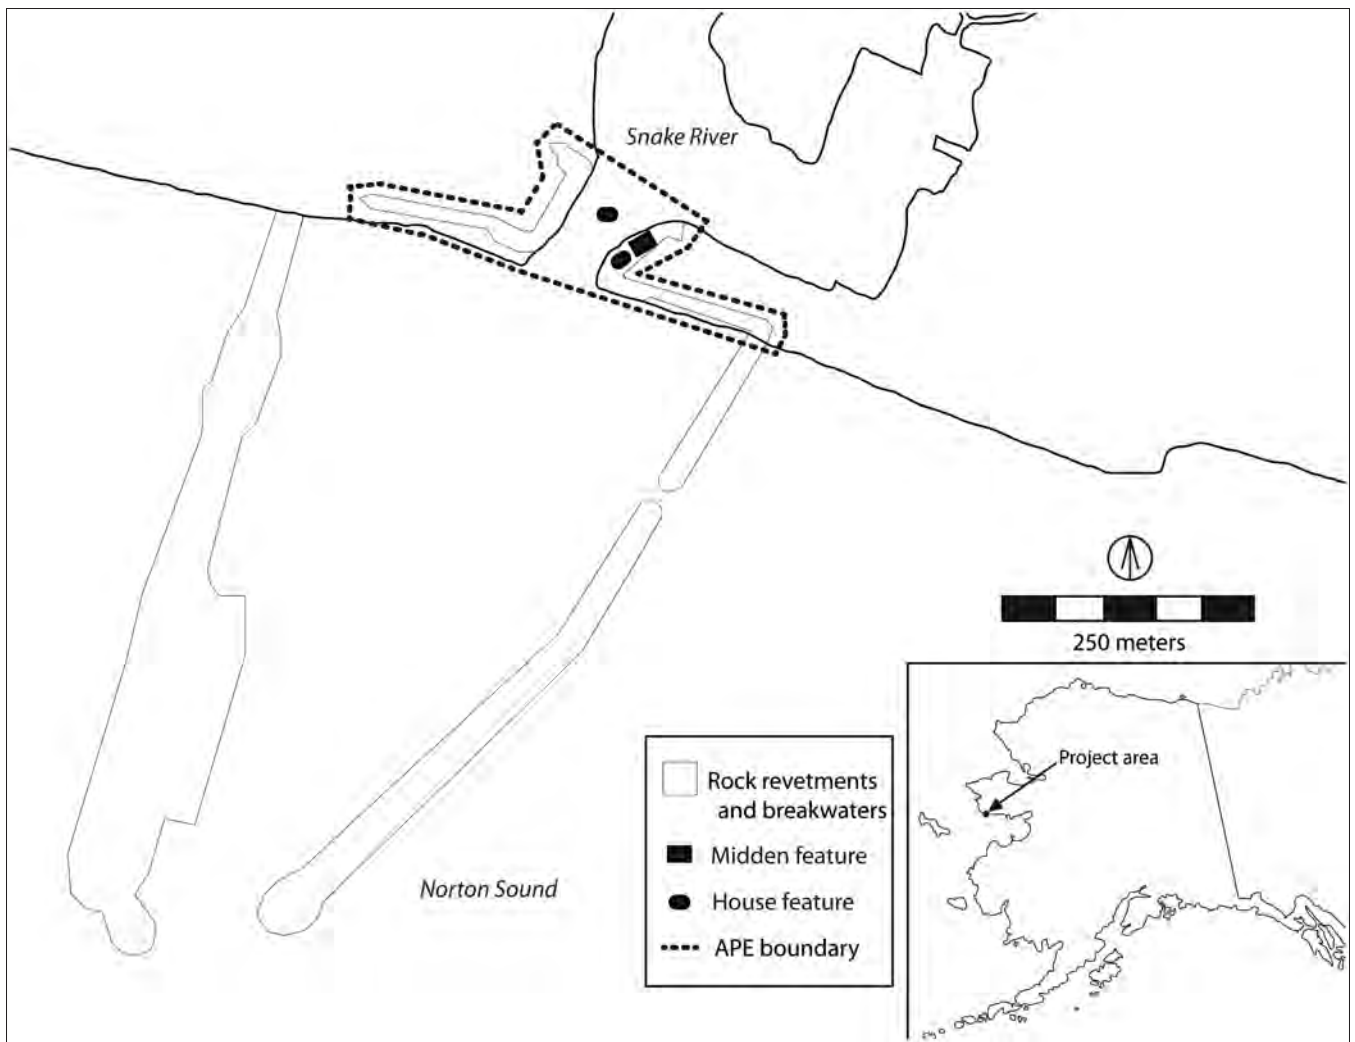 Snake River
250 meters
Project area
Rock revetments
and breakwaters
Midden feature
Norton Sound
House feature
APE boundary